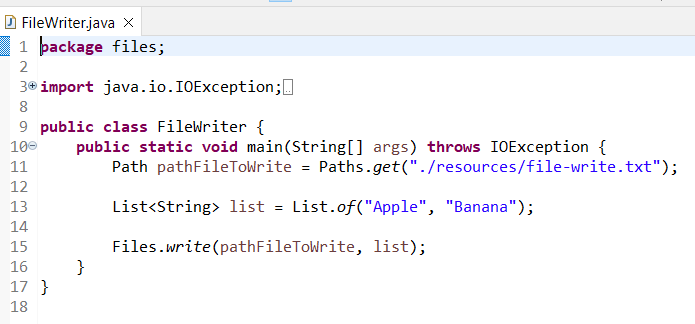 FileWriter.java
1 package files;
2
3 import java.io.IOException;
8
9 public class FileWriter {
10 public static void main(String[] args) throws IOException {
11 Path pathFileToWrite = Paths.get("./resources/file-write.txt");
12
13 List<String> list = List.of("Apple", "Banana");
14
15 Files.write(pathFileToWrite, list);
16 }
17 }
18